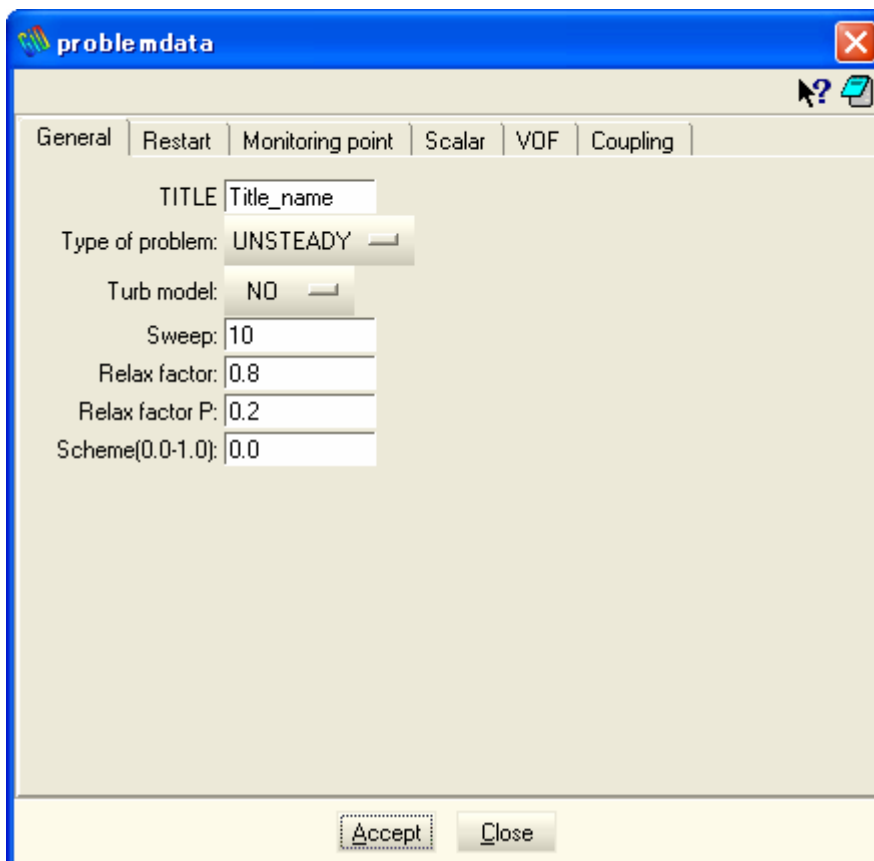 problemdata
General Restart Monitoring point Scalar VOF Coupling
TITLE Title_name
Type of problem: UNSTEADY
Turb model: NO
Sweep: 10
Relax factor: 0.8
Relax factor P: 0.2
Scheme(0.0-1.0): 0.0
Accept Close